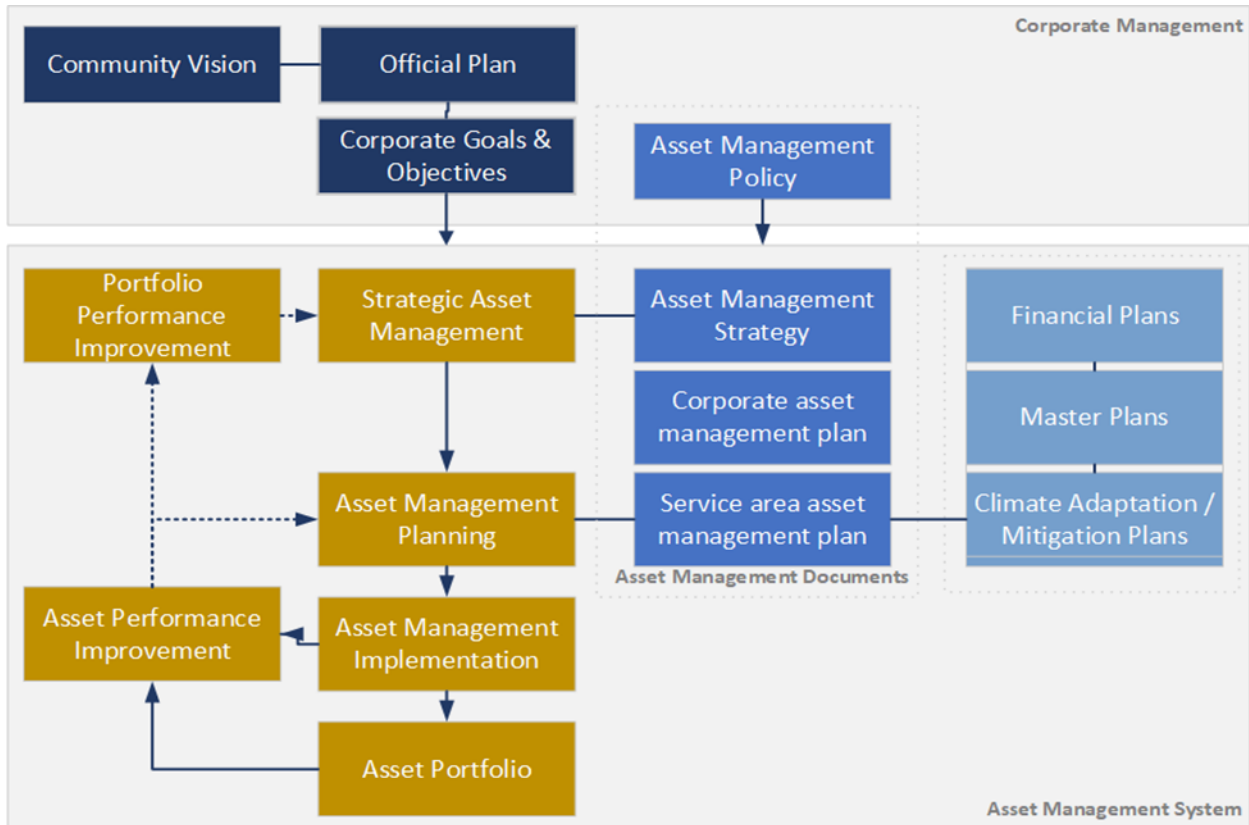 Corporate Management
Community Vision
Official Plan
Corporate Goals &
Objectives
Asset Management
Policy
Portfolio
Performance
Improvement
Strategic Asset
Management
Asset Management
Strategy
Financial Plans
Corporate asset
management plan
Master Plans
Asset Management
Planning
Service area asset
management plan
Climate Adaptation /
Mitigation Plans
Asset Management Documents
Asset Performance
Improvement
Asset Management
Implementation
Asset Portfolio
Asset Management System